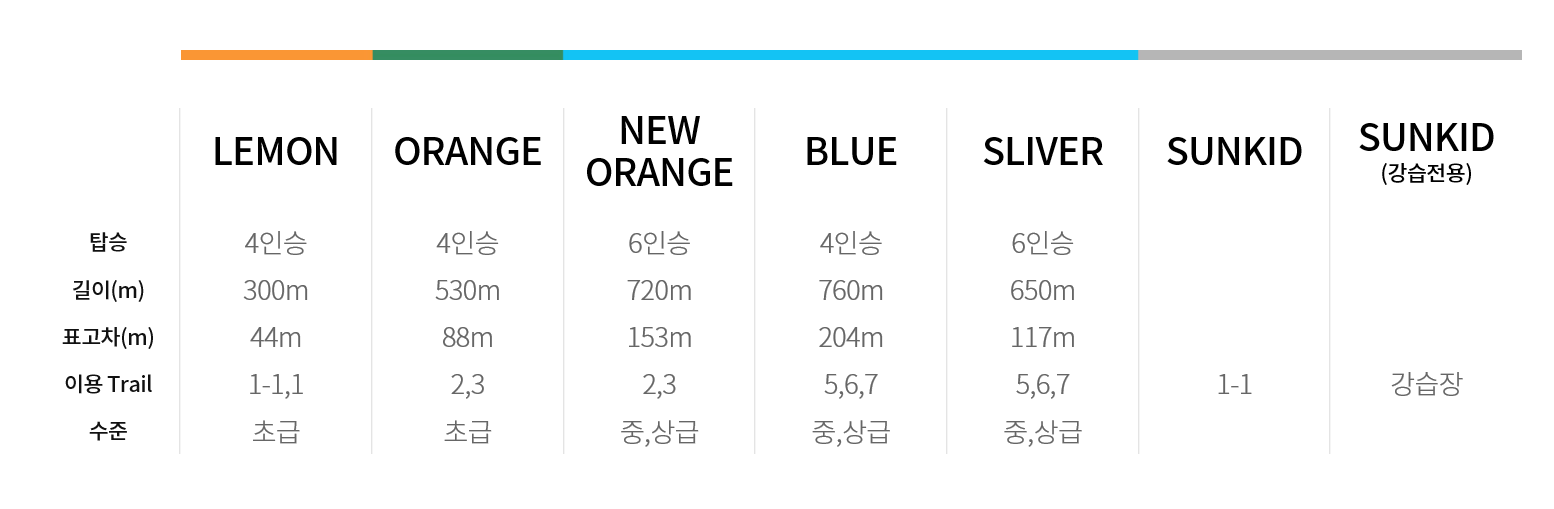 LEMON ORANGE NEW ORANGE BLUE SLIVER SUNKID SUNKID (강습전용)
탑승 4인승 4인승 6인승 4인승 6인승
길이(m) 300m 530m 720m 760m 650m
표고차(m) 44m 88m 153m 204m 117m
이용 Trail 1-1,1 2,3 2,3 5,6,7 5,6,7 1-1 강습장
수준 초급 초급 중,상급 중,상급 중,상급